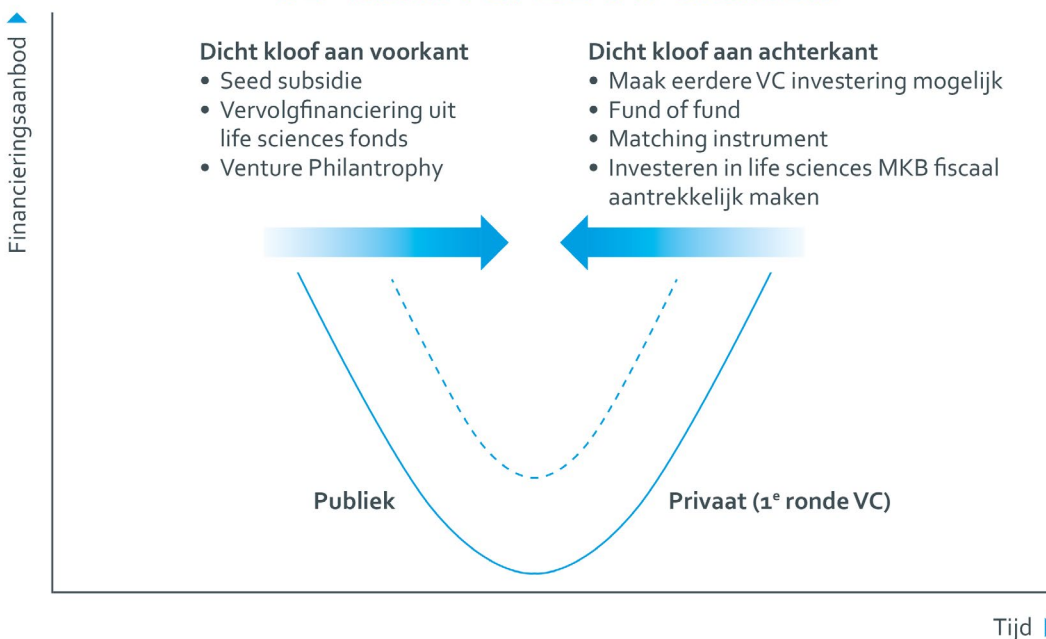 Financieringsaanbod
Dicht kloof aan voorkant
• Seed subsidie
• Vervolgfinanciering uit
life sciences fonds
• Venture Philantrophy
Dicht kloof aan achterkant
• Maak eerdere VC investering mogelijk
• Fund of fund
• Matching instrument
• Investeren in life sciences MKB fiscaal
aantrekkelijk maken
Publiek
Privaat (1e ronde VC)
Tijd